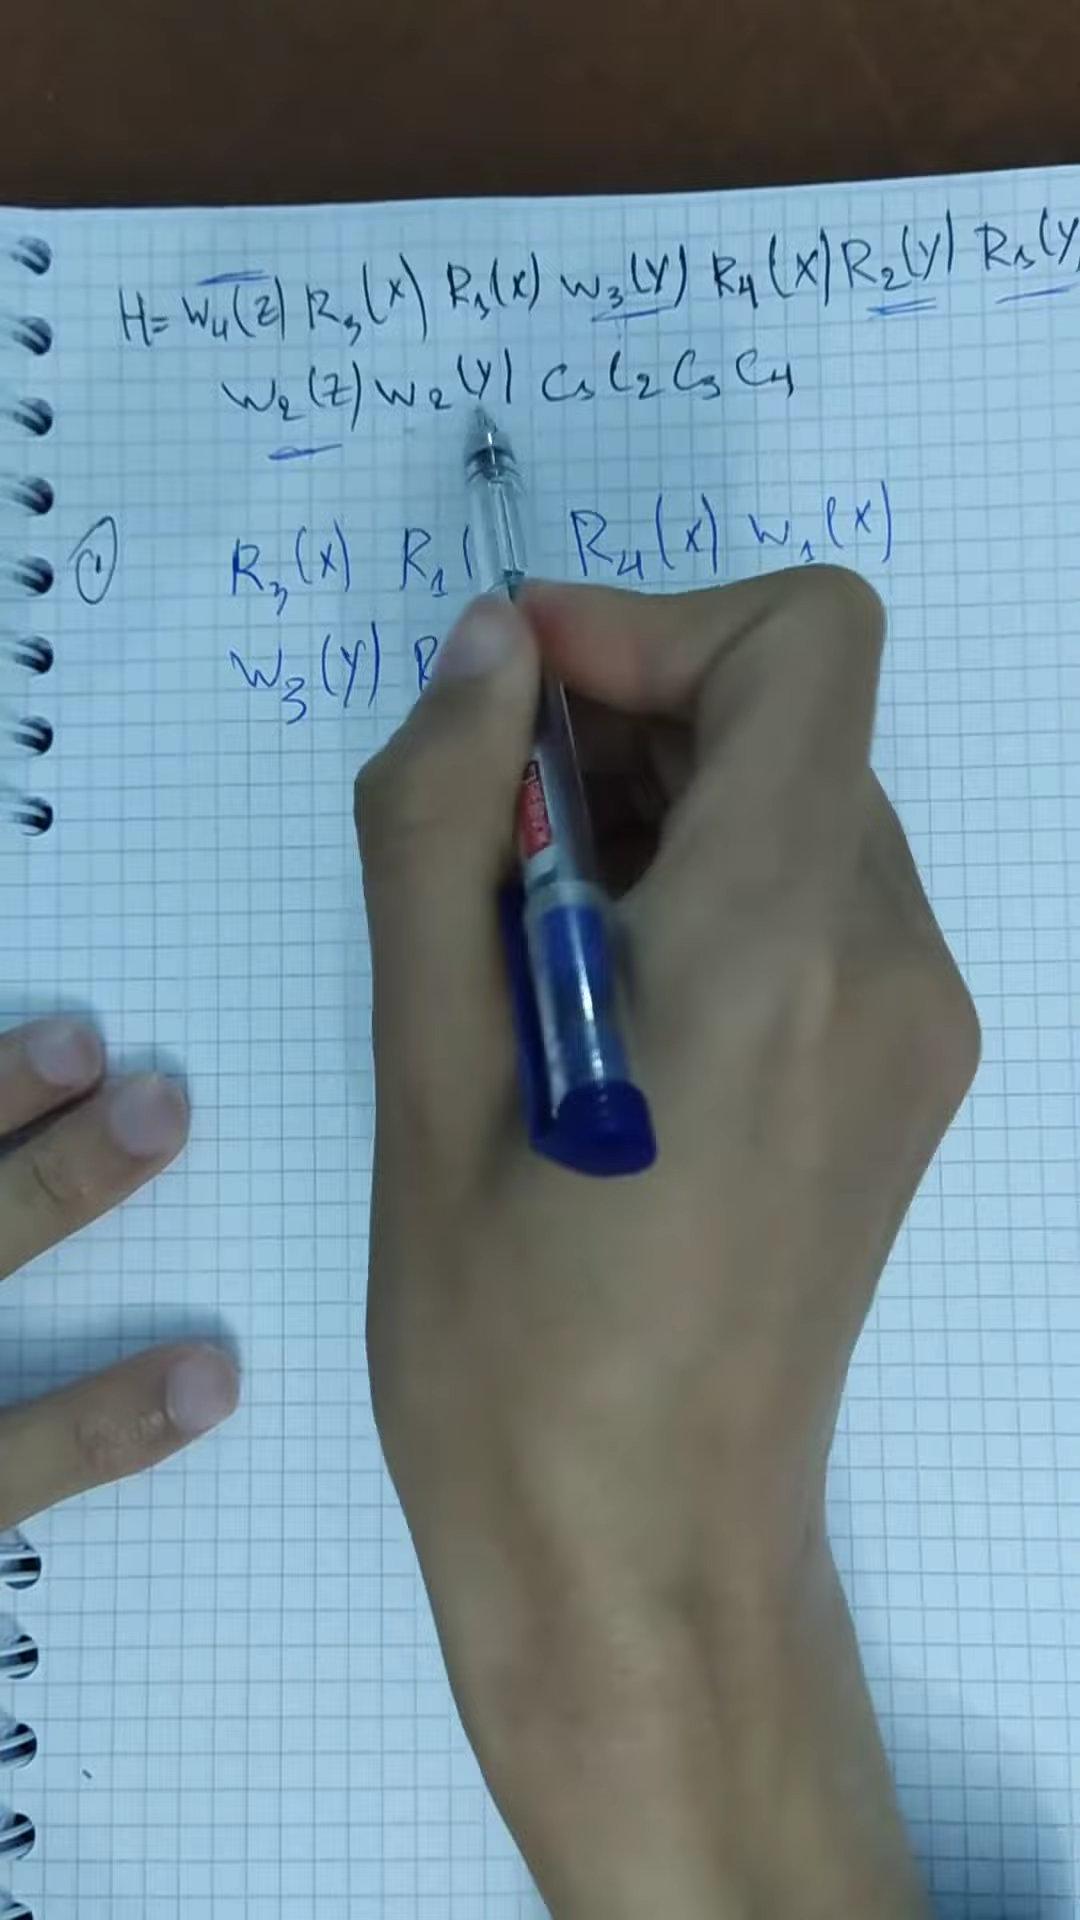 H= W₄(Z) R₃(X) R₁(X) W₃(Y) R₄(X) R₂(Y) R₁(Y
W₂(Z) W₂(Y) C₁ C₂ C₃ C₄
① R₃(X) R₁( R₄(X) W₁(X)
W₃(Y) R